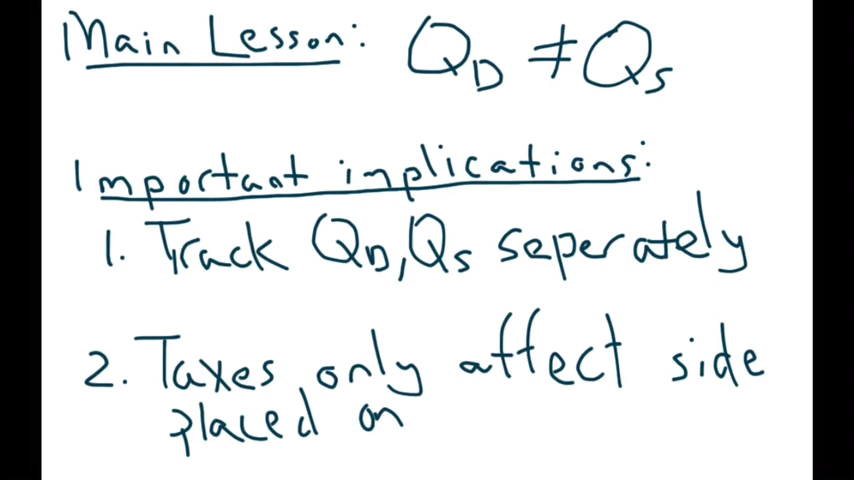 Main Lesson: QD ≠ QS
Important implications:
1. Track QD, QS seperately
2. Taxes only affect side
placed on